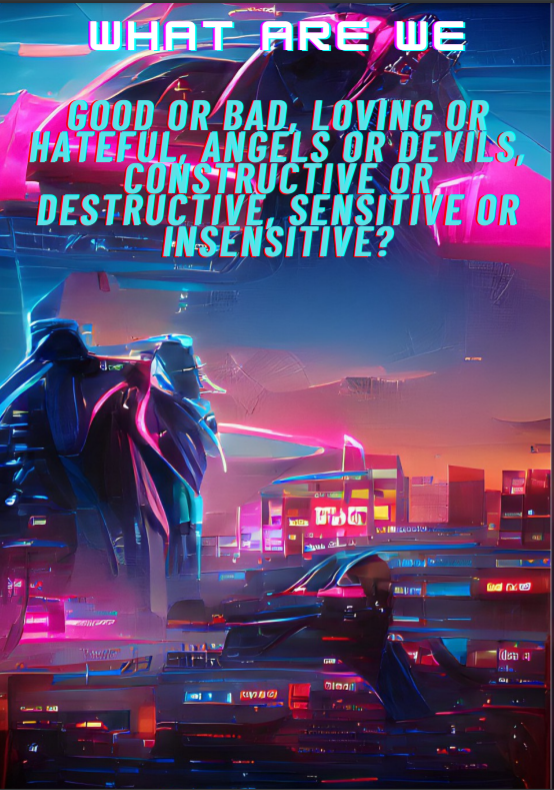 WHAT ARE WE
GOOD OR BAD, LOVING OR
HATEFUL, ANGELS OR DEVILS,
CONSTRUCTIVE OR
DESTRUCTIVE, SENSITIVE OR
INSENSITIVE?